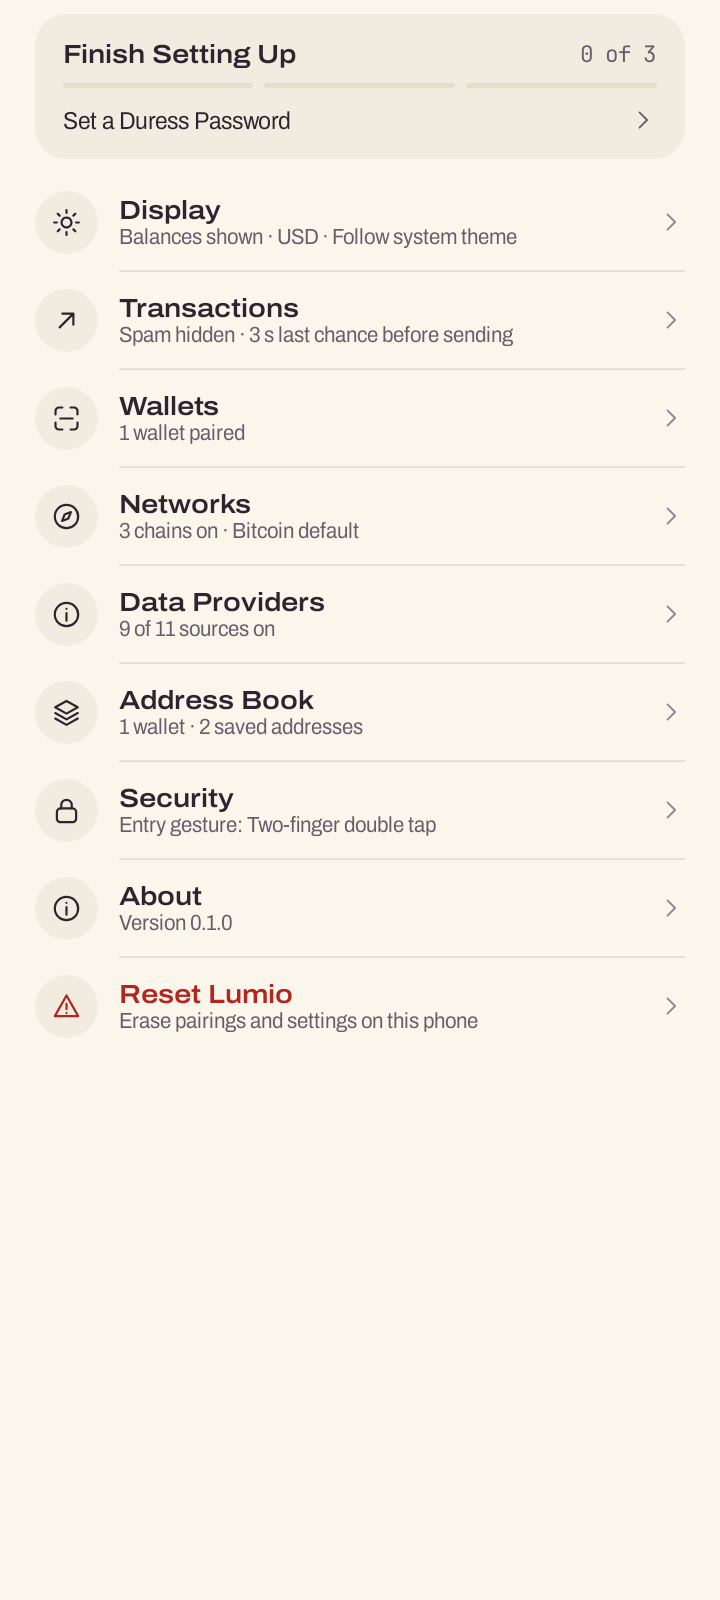 Finish Setting Up
0 of 3
Set a Duress Password
Display
Balances shown · USD · Follow system theme
Transactions
Spam hidden · 3 s last chance before sending
Wallets
1 wallet paired
Networks
3 chains on · Bitcoin default
Data Providers
9 of 11 sources on
Address Book
1 wallet · 2 saved addresses
Security
Entry gesture: Two-finger double tap
About
Version 0.1.0
Reset Lumio
Erase pairings and settings on this phone